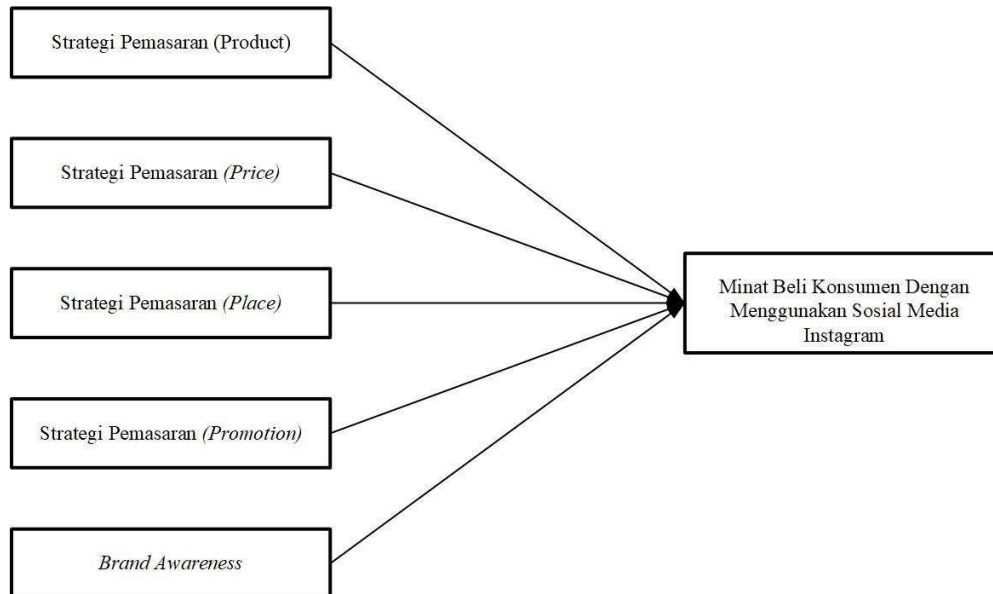 Strategi Pemasaran (Product)
Strategi Pemasaran (Price)
Strategi Pemasaran (Place)
Strategi Pemasaran (Promotion)
Brand Awareness
Minat Beli Konsumen Dengan
Menggunakan Sosial Media
Instagram